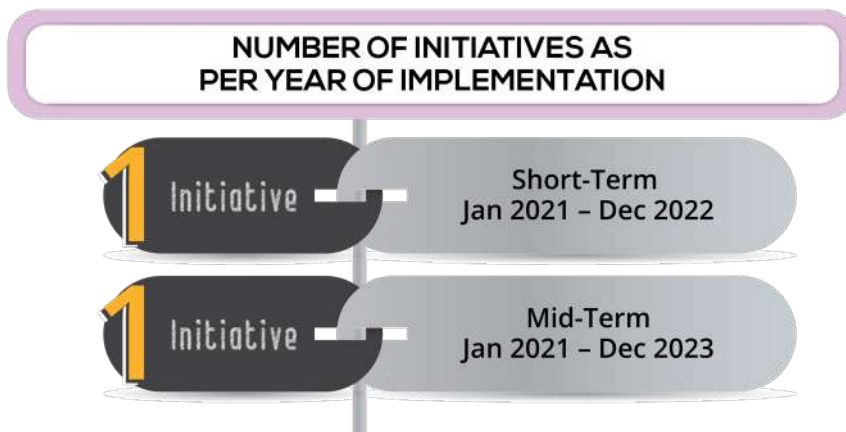 NUMBER OF INITIATIVES AS
PER YEAR OF IMPLEMENTATION
1 Initiative
Short-Term
Jan 2021 – Dec 2022
1 Initiative
Mid-Term
Jan 2021 – Dec 2023